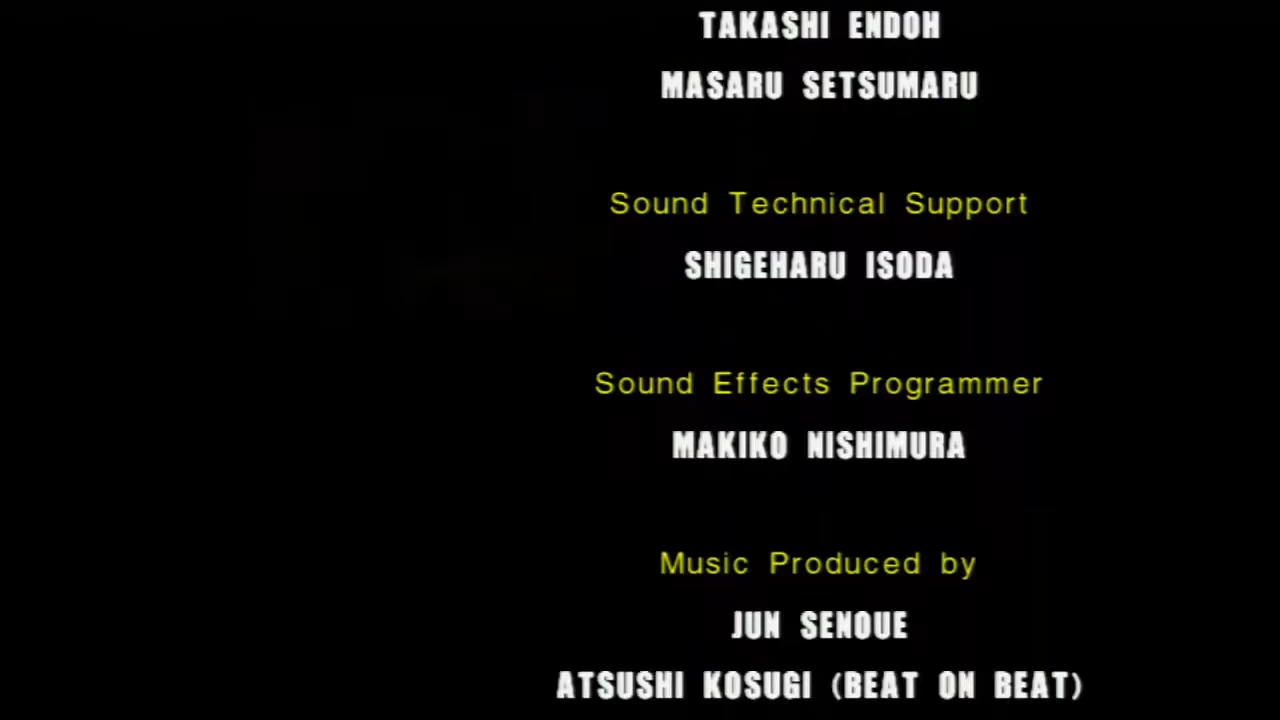 TAKASHI ENDOH
MASARU SETSUMARU
Sound Technical Support
SHIGEHARU ISODA
Sound Effects Programmer
MAKIKO NISHIMURA
Music Produced by
JUN SENOUE
ATSUSHI KOSUGI (BEAT ON BEAT)